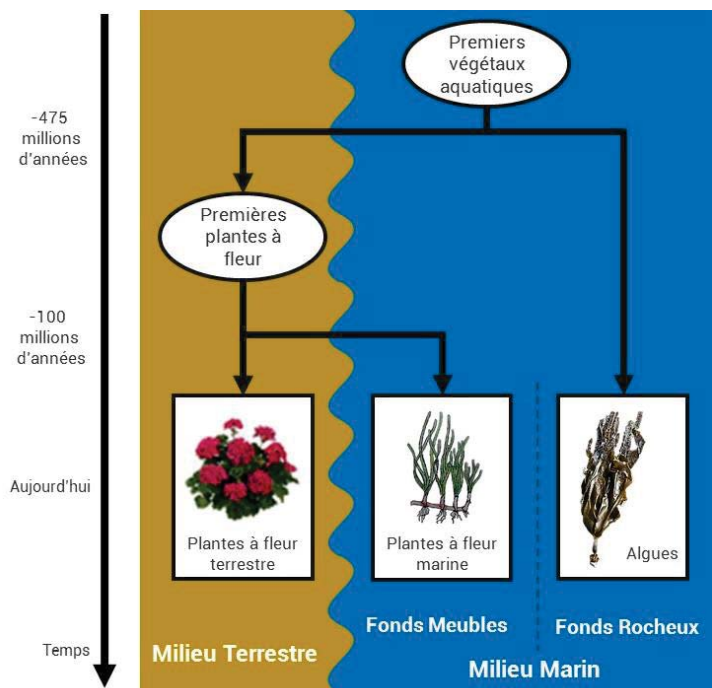 Premiers
végétaux
aquatiques
-475
millions
d'années
Premières
plantes à
fleur
-100
millions
d'années
Aujourd'hui
Plantes à fleur
terrestre
Plantes à fleur
marine
Algues
Fonds Meubles
Fonds Rocheux
Temps
Milieu Terrestre
Milieu Marin